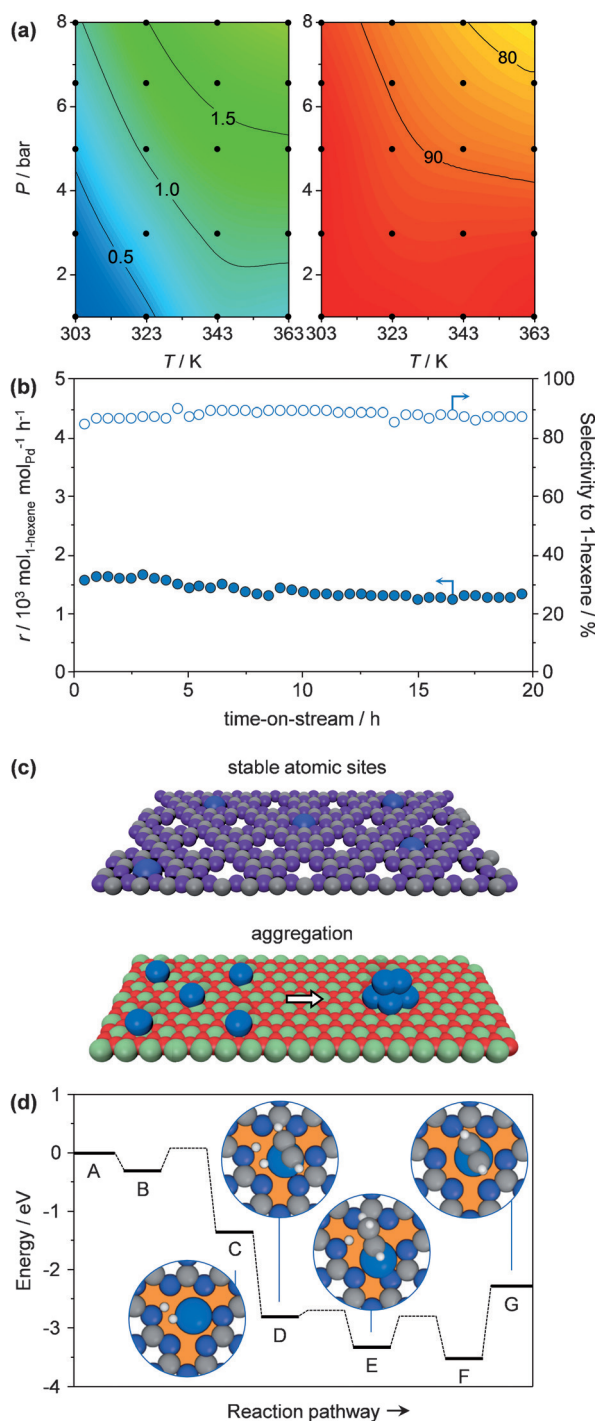 (a)
P / bar
8
6
4
2
1.5
1.0
0.5
80
90
303 323 343 363
303 323 343 363
T / K
T / K
(b)
r / 10³ mol1-hexene molPd⁻¹ h⁻¹
5
4
3
2
1
0
100
80
60
40
20
0
Selectivity to 1-hexene / %
0 5 10 15 20
time-on-stream / h
(c)
stable atomic sites
aggregation
(d)
Energy / eV
1
0
-1
-2
-3
-4
A
B
C
D
E
F
G
Reaction pathway →